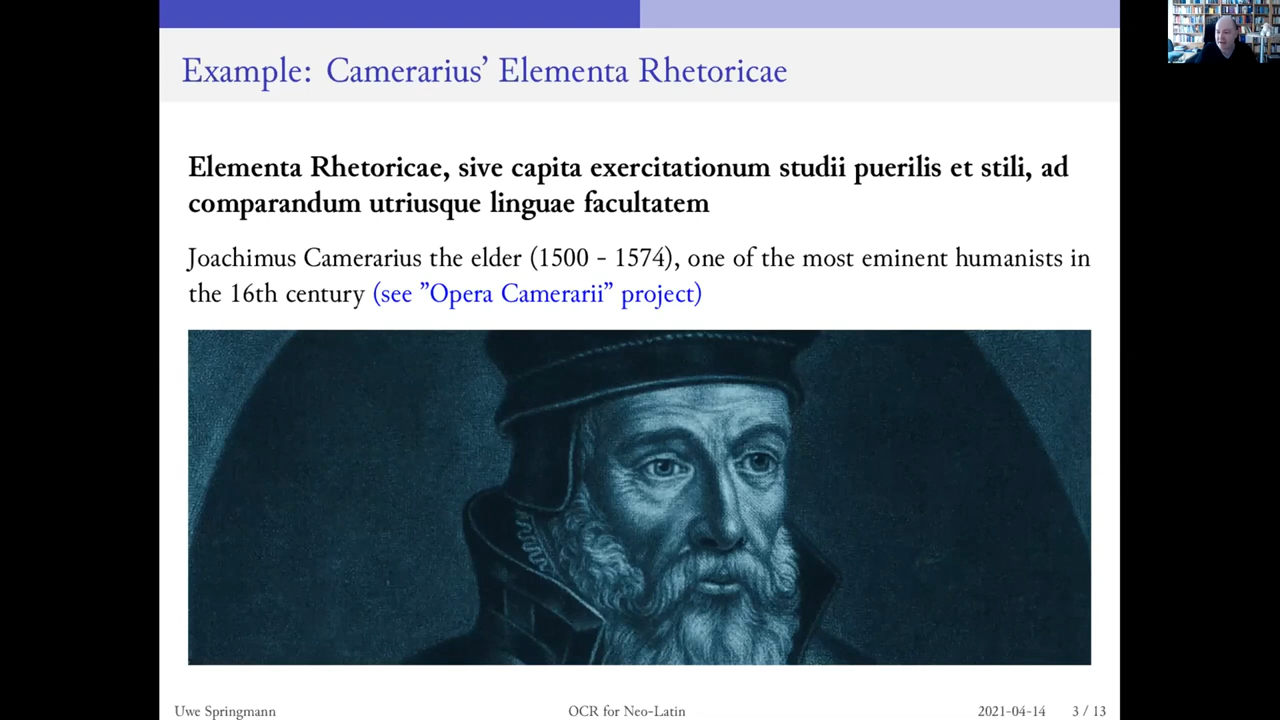 Example: Camerarius’ Elementa Rhetoricae
Elementa Rhetoricae, sive capita exercitationum studii puerilis et stili, ad
comparandum utriusque linguae facultatem
Joachimus Camerarius the elder (1500 - 1574), one of the most eminent humanists in
the 16th century (see ”Opera Camerarii” project)
Uwe Springmann
OCR for Neo-Latin
2021-04-14
3 / 13